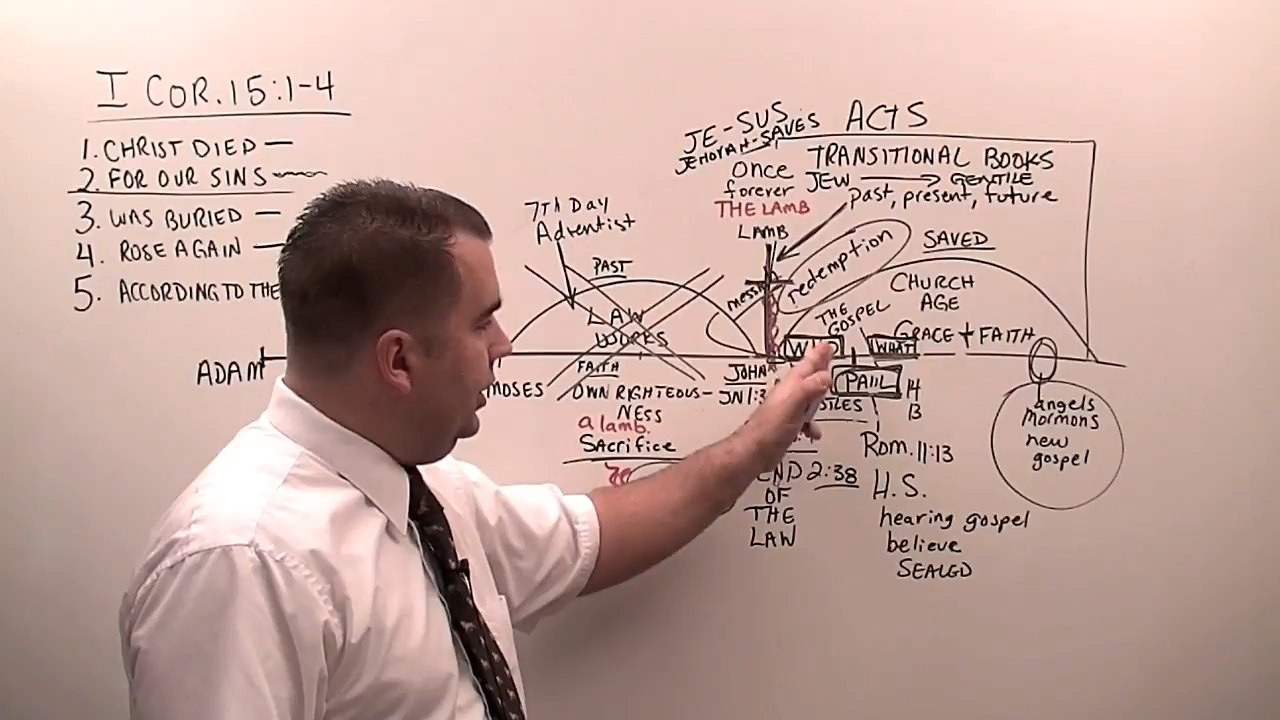 I COR. 15:1-4
1. CHRIST DIED —
2. FOR OUR SINS
3. WAS BURIED —
4. ROSE AGAIN —
5. ACCORDING TO THE
ADAM
7TH DAY
Adventist
PAST
LAW
WORKS
FAITH
MOSES
OWN RIGHTEOUS-
NESS
a lamb.
Sacrifice
JE-SUS
JEHOVAH-SAVES
Once
forever
THE LAMB
LAMB
ACTS
TRANSITIONAL BOOKS
JEW → GENTILE
past, present, future
redemption
SAVED
CHURCH
AGE
THE
GOSPEL
GRACE + FAITH
WHAT
JOHN
PAUL
14
13
2:38
OF
THE
LAW
Rom. 11:13
H.S.
hearing gospel
believe
SEALED
angels
Mormons
new
gospel